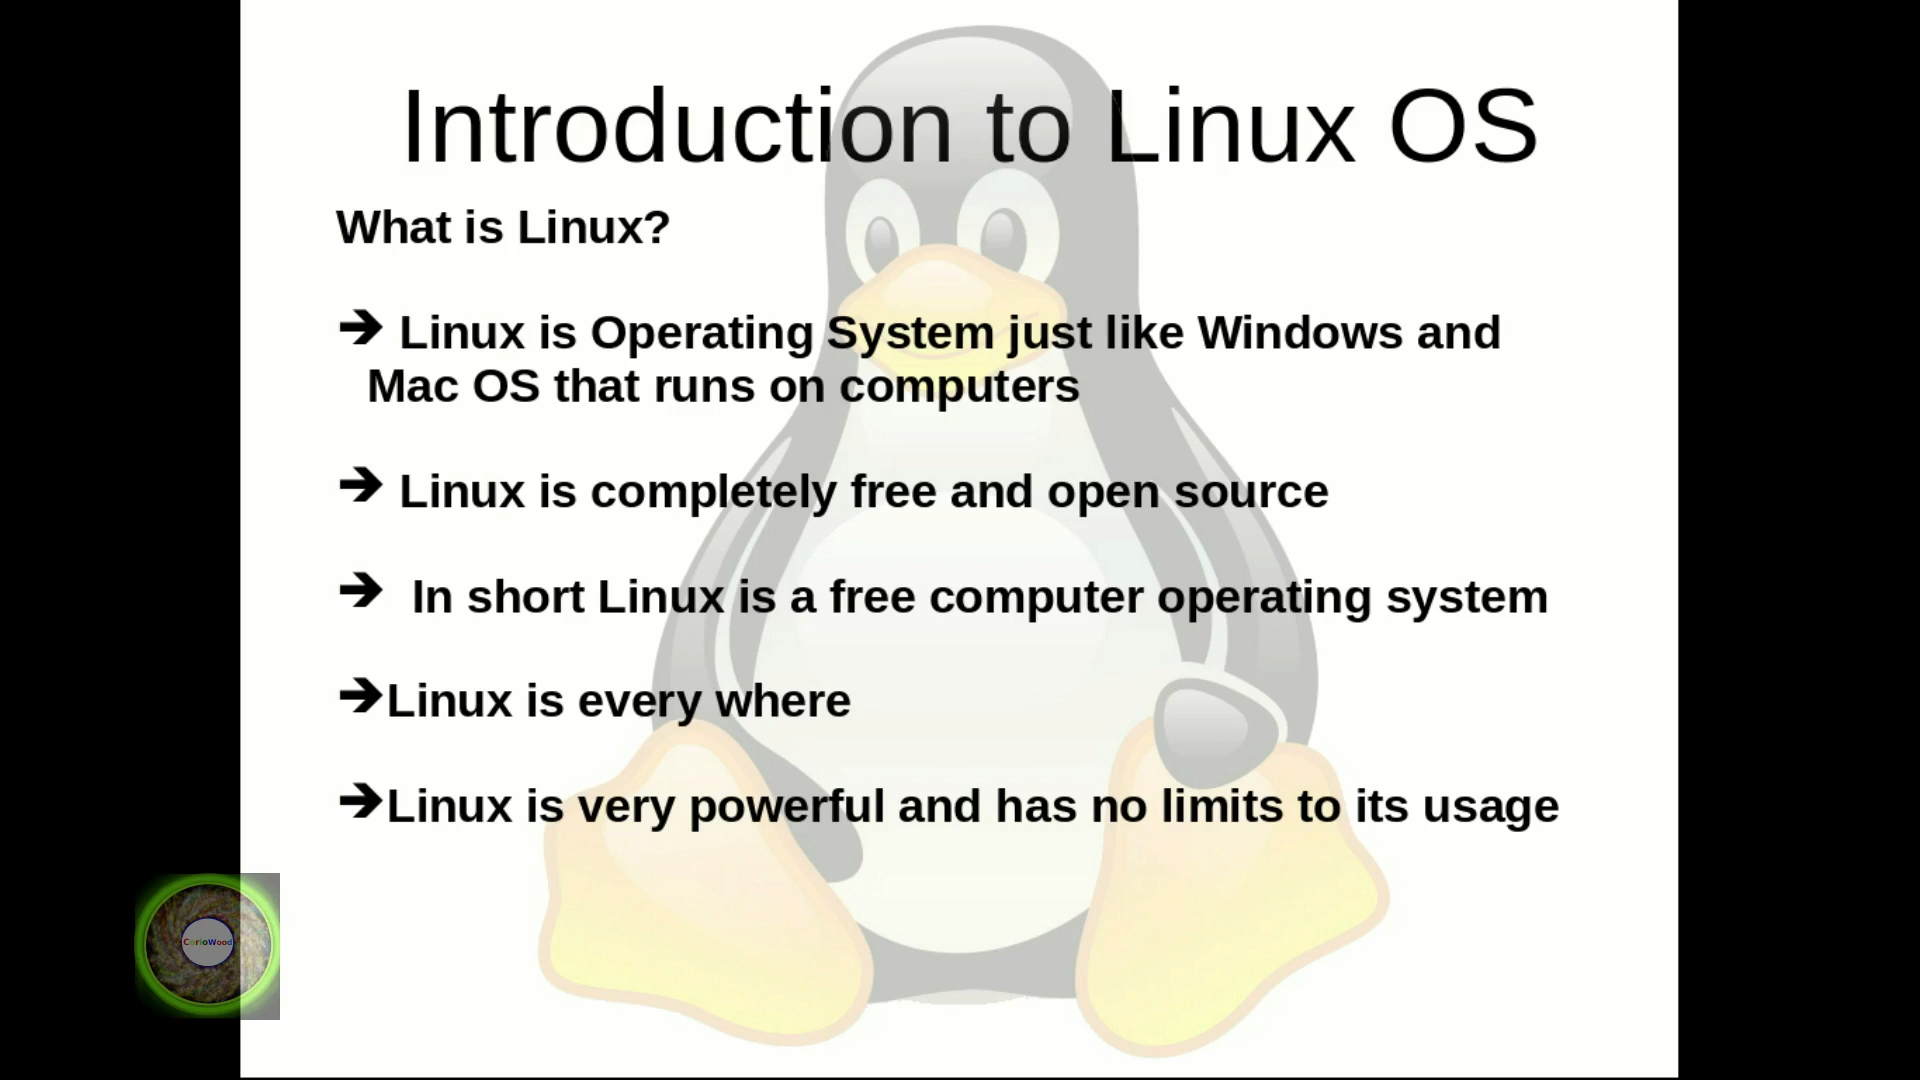 Introduction to Linux OS
What is Linux?
➔ Linux is Operating System just like Windows and
Mac OS that runs on computers
➔ Linux is completely free and open source
➔ In short Linux is a free computer operating system
➔Linux is every where
➔Linux is very powerful and has no limits to its usage
CorioWood